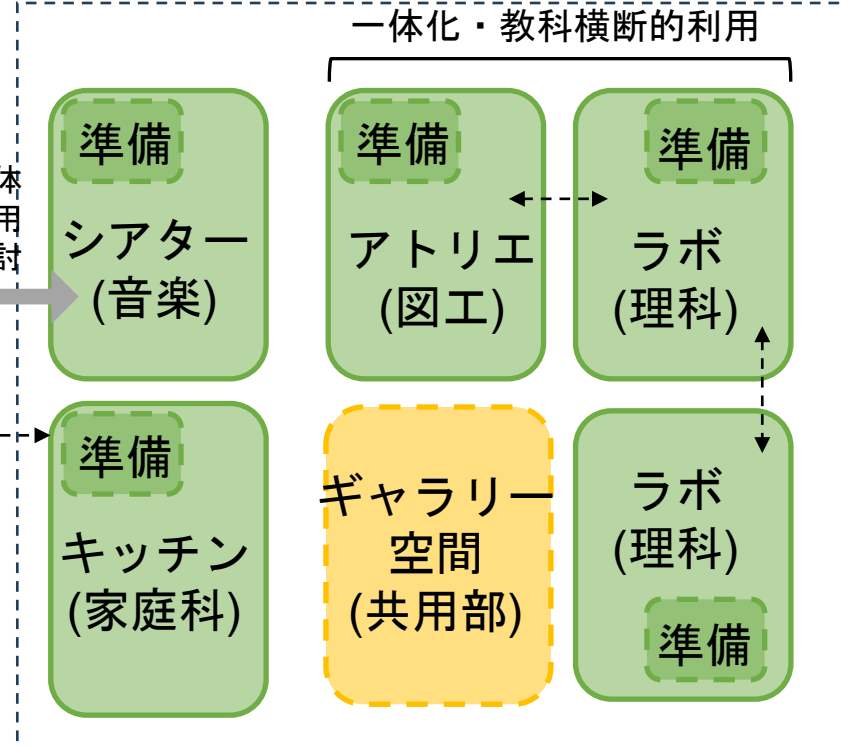 一体化・教科横断的利用
体
用
討
準備
シアター
(音楽)
準備
アトリエ
(図工)
準備
ラボ
(理科)
準備
キッチン
(家庭科)
ギャラリー
空間
(共用部)
ラボ
(理科)
準備